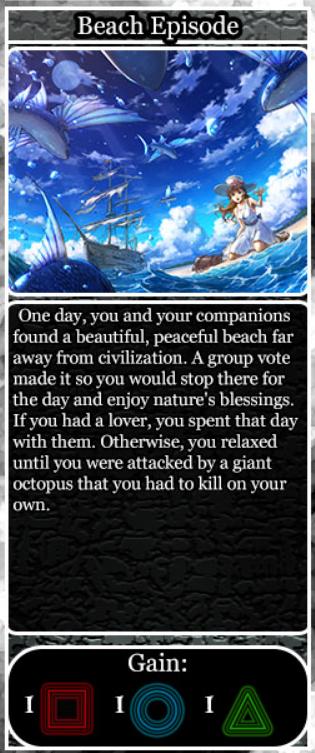 Beach Episode
One day, you and your companions
found a beautiful, peaceful beach far
away from civilization. A group vote
made it so you would stop there for
the day and enjoy nature's blessings.
If you had a lover, you spent that day
with them. Otherwise, you relaxed
until you were attacked by a giant
octopus that you had to kill on your
own.
Gain:
1 1 1